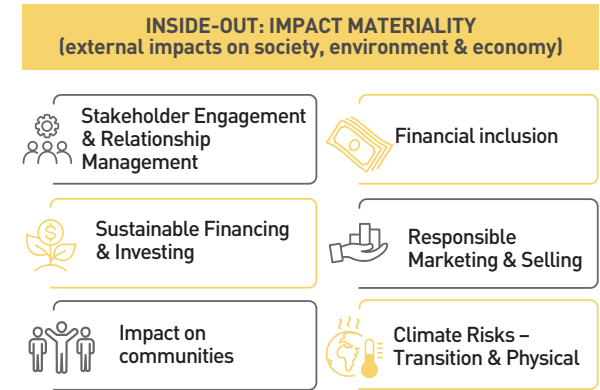 INSIDE-OUT: IMPACT MATERIALITY
(external impacts on society, environment & economy)
Stakeholder Engagement
& Relationship
Management
Financial inclusion
Sustainable Financing
& Investing
Responsible
Marketing & Selling
Impact on
communities
Climate Risks –
Transition & Physical